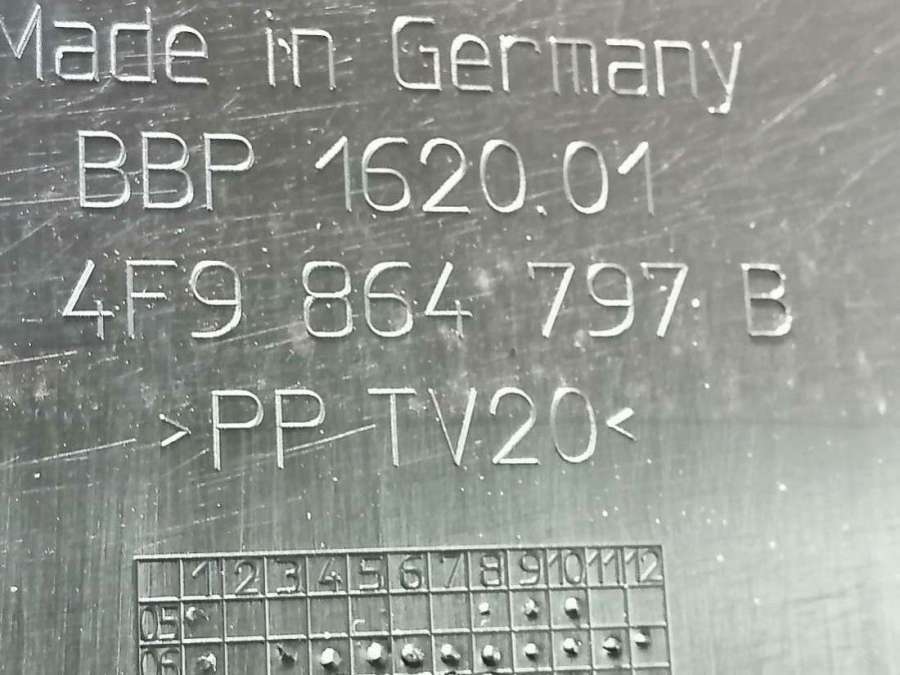 Made in Germany
BBP 1620.01
4F9 864 797 B
>PP TV20<
1 2 3 4 5 6 7 8 9 10 11 12
05
06